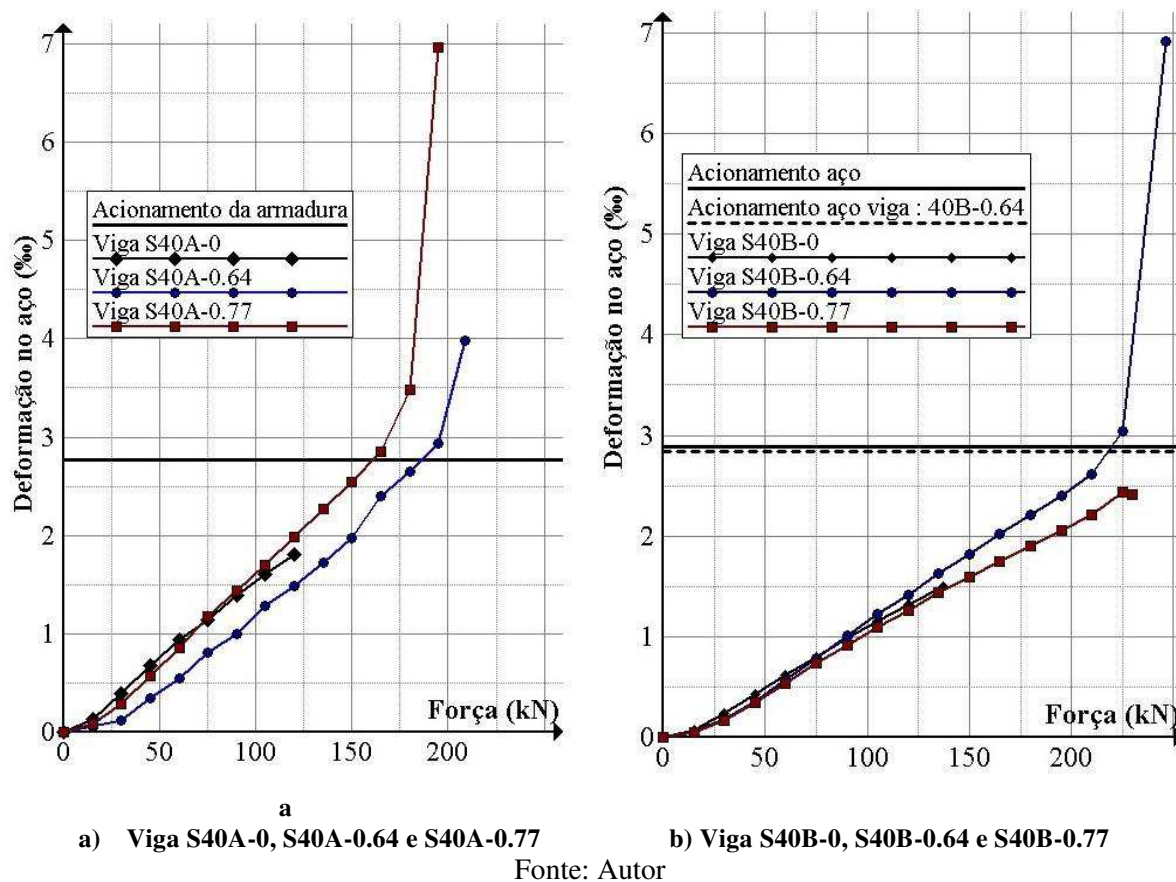 Deformação no aço (‰)
7
6
5
4
3
2
1
0
Acionamento da armadura
Viga S40A-0
Viga S40A-0.64
Viga S40A-0.77
Força (kN)
0
50
100
150
200
a
a) Viga S40A-0, S40A-0.64 e S40A-0.77
Deformação no aço (‰)
7
6
5
4
3
2
1
0
Acionamento aço
Acionamento aço viga : 40B-0.64
Viga S40B-0
Viga S40B-0.64
Viga S40B-0.77
Força (kN)
0
50
100
150
200
b) Viga S40B-0, S40B-0.64 e S40B-0.77
Fonte: Autor